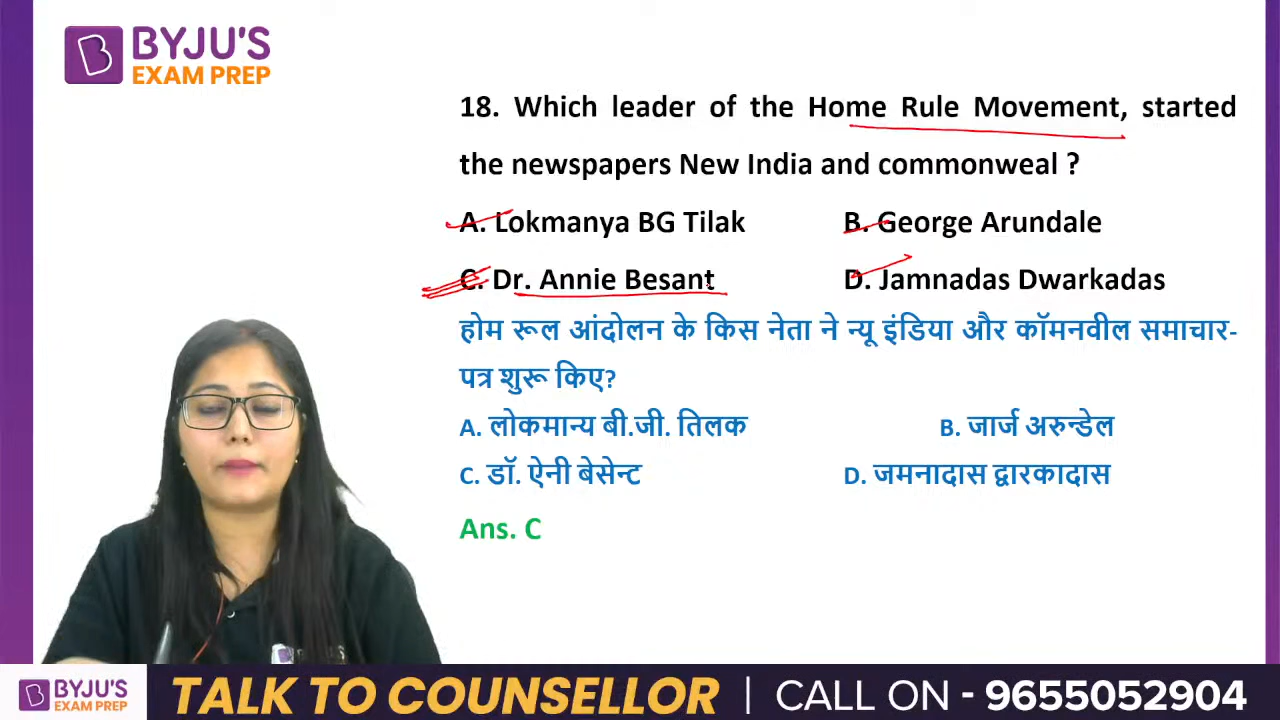 BYJU'S
EXAM PREP
18. Which leader of the Home Rule Movement, started
the newspapers New India and commonweal ?
A. Lokmanya BG Tilak B. George Arundale
C. Dr. Annie Besant D. Jamnadas Dwarkadas
होम रूल आंदोलन के किस नेता ने न्यू इंडिया और कॉमनवील समाचार-
पत्र शुरू किए?
A. लोकमान्य बी.जी. तिलक B. जार्ज अरुन्डेल
C. डॉ. ऐनी बेसेन्ट D. जमनादास द्वारकादास
Ans. C
BYJU'S
EXAM PREP
TALK TO COUNSELLOR | CALL ON - 9655052904